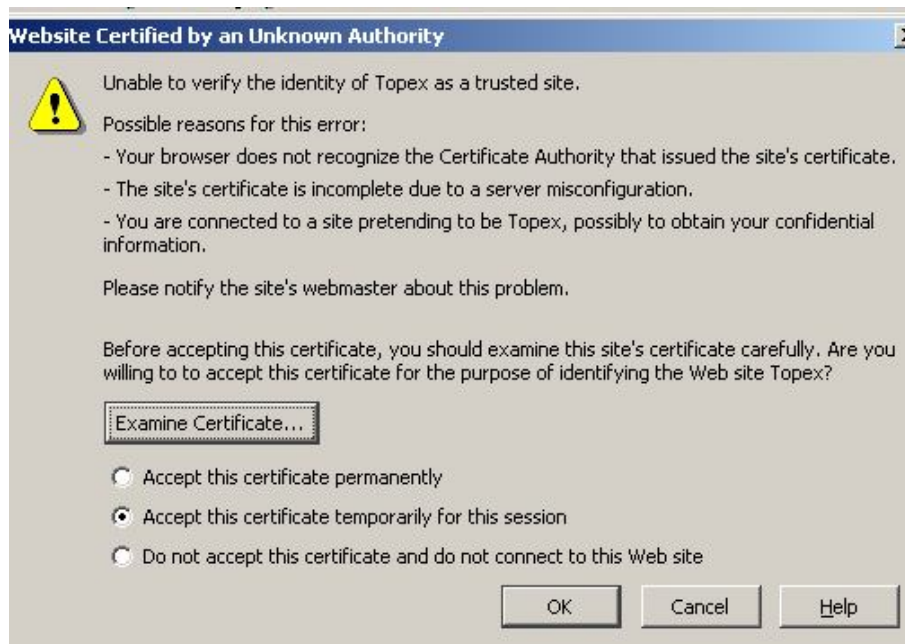 Website Certified by an Unknown Authority
Unable to verify the identity of Topex as a trusted site.
Possible reasons for this error:
- Your browser does not recognize the Certificate Authority that issued the site's certificate.
- The site's certificate is incomplete due to a server misconfiguration.
- You are connected to a site pretending to be Topex, possibly to obtain your confidential
information.
Please notify the site's webmaster about this problem.
Before accepting this certificate, you should examine this site's certificate carefully. Are you
willing to to accept this certificate for the purpose of identifying the Web site Topex?
Examine Certificate...
Accept this certificate permanently
Accept this certificate temporarily for this session
Do not accept this certificate and do not connect to this Web site
OK Cancel Help